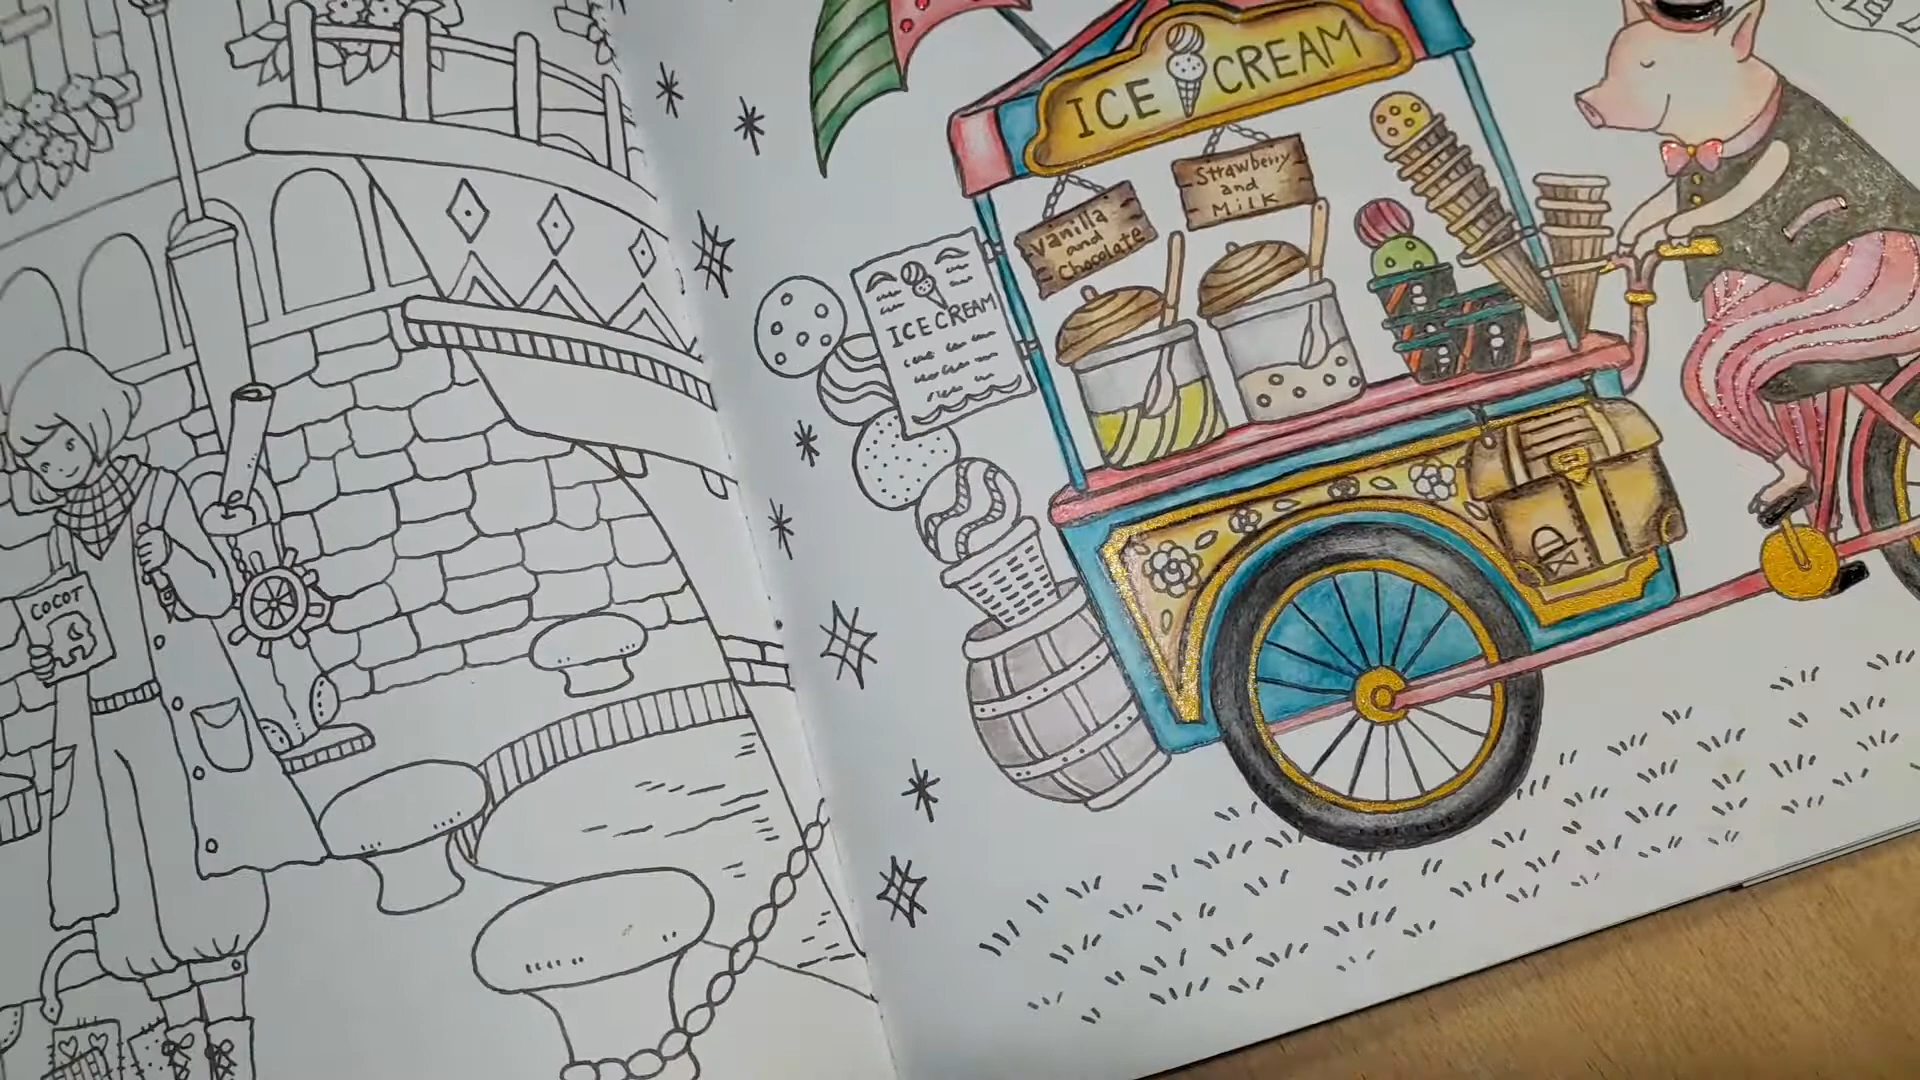 ICE CREAM
Strawberry
and
Milk
Vanilla
and
Chocolate
ICE CREAM
COCOT